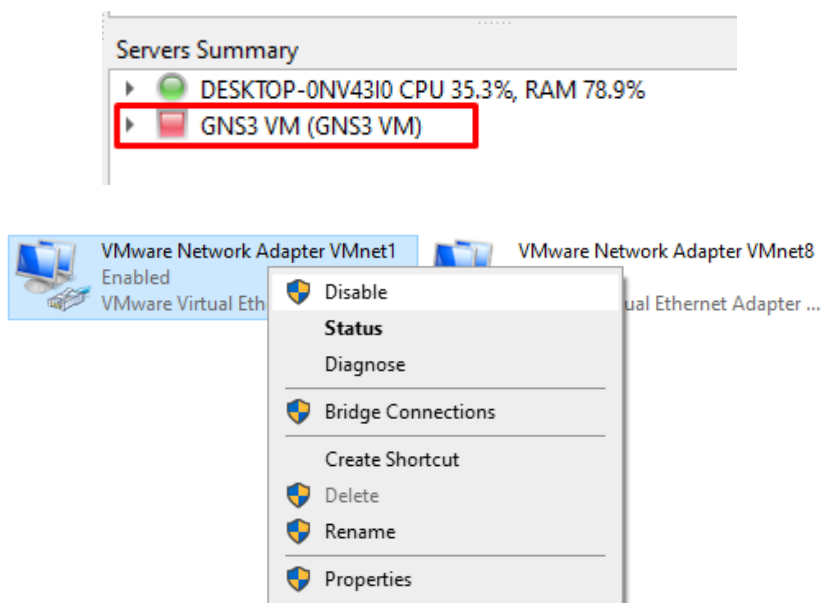 Servers Summary
DESKTOP-0NV43I0 CPU 35.3%, RAM 78.9%
GNS3 VM (GNS3 VM)
VMware Network Adapter VMnet1
Enabled
VMware Virtual Eth
VMware Network Adapter VMnet8
ual Ethernet Adapter ...
Disable
Status
Diagnose
Bridge Connections
Create Shortcut
Delete
Rename
Properties